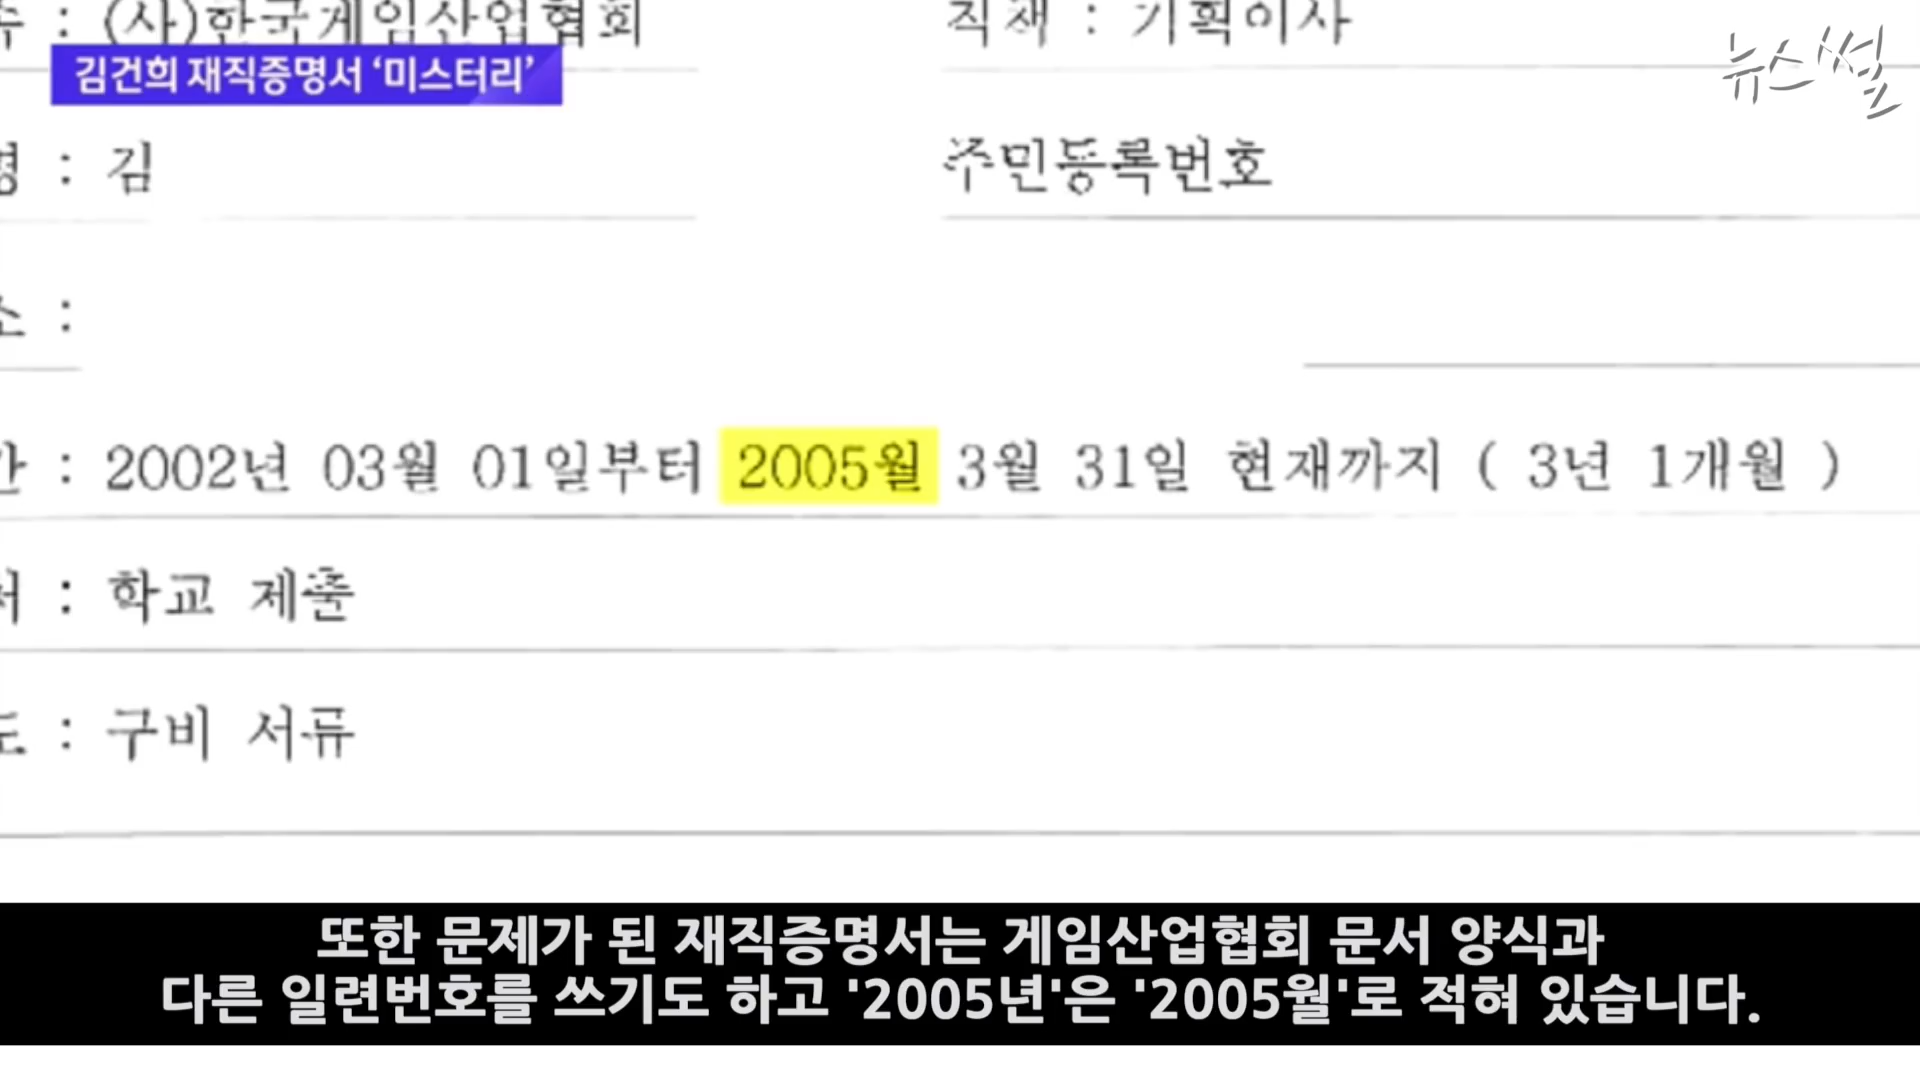 : (사)한국게임산업협회 직책 : 기획이사
김건희 재직증명서 ‘미스터리’
뉴스썰
: 김 주민등록번호
소 :
: 2002년 03월 01일부터 2005월 3월 31일 현재까지 ( 3년 1개월 )
: 학교 제출
: 구비 서류
또한 문제가 된 재직증명서는 게임산업협회 문서 양식과
다른 일련번호를 쓰기도 하고 '2005년'은 '2005월'로 적혀 있습니다.